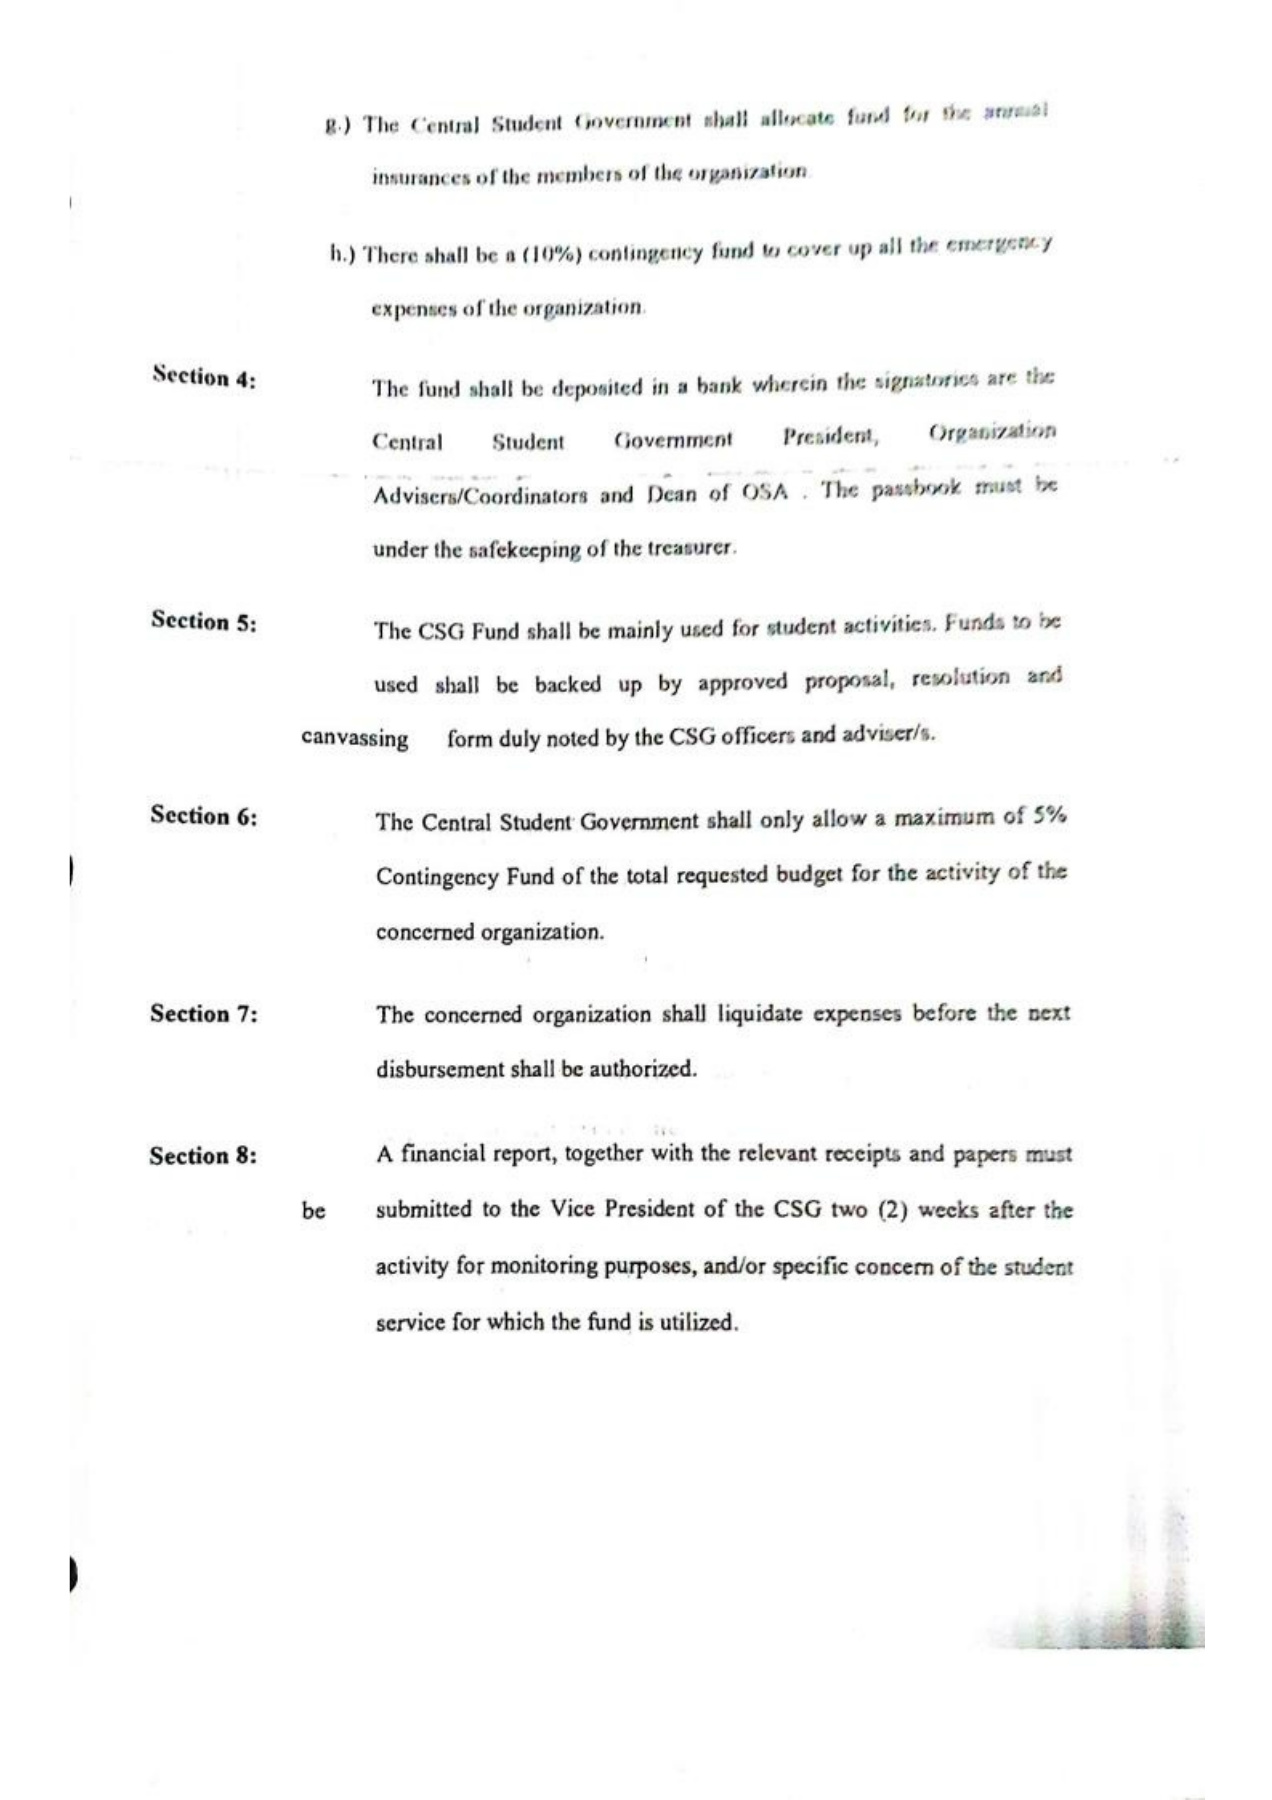 g.) The Central Student Government shall allocate fund for the annual
insurances of the members of the organization.
h.) There shall be a (10%) contingency fund to cover up all the emergency
expenses of the organization.
Section 4: The fund shall be deposited in a bank wherein the signatories are the
Central Student Government President, Organization
Advisers/Coordinators and Dean of OSA . The passbook must be
under the safekeeping of the treasurer.
Section 5: The CSG Fund shall be mainly used for student activities. Funds to be
used shall be backed up by approved proposal, resolution and
canvassing form duly noted by the CSG officers and adviser/s.
Section 6: The Central Student Government shall only allow a maximum of 5%
Contingency Fund of the total requested budget for the activity of the
concerned organization.
Section 7: The concerned organization shall liquidate expenses before the next
disbursement shall be authorized.
Section 8: A financial report, together with the relevant receipts and papers must
be submitted to the Vice President of the CSG two (2) weeks after the
activity for monitoring purposes, and/or specific concern of the student
service for which the fund is utilized.